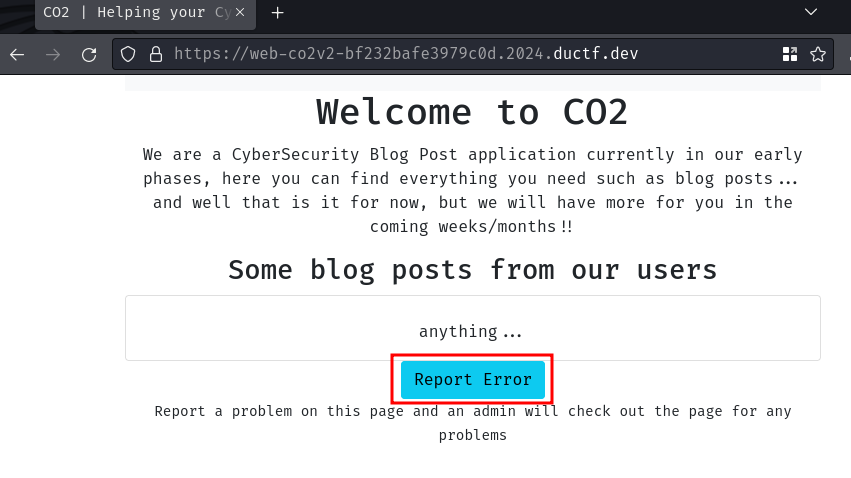 CO2 | Helping your Cy
https://web-co2v2-bf232bafe3979c0d.2024.ductf.dev
Welcome to CO2
We are a CyberSecurity Blog Post application currently in our early
phases, here you can find everything you need such as blog posts...
and well that is it for now, but we will have more for you in the
coming weeks/months!!
Some blog posts from our users
anything...
Report Error
Report a problem on this page and an admin will check out the page for any
problems